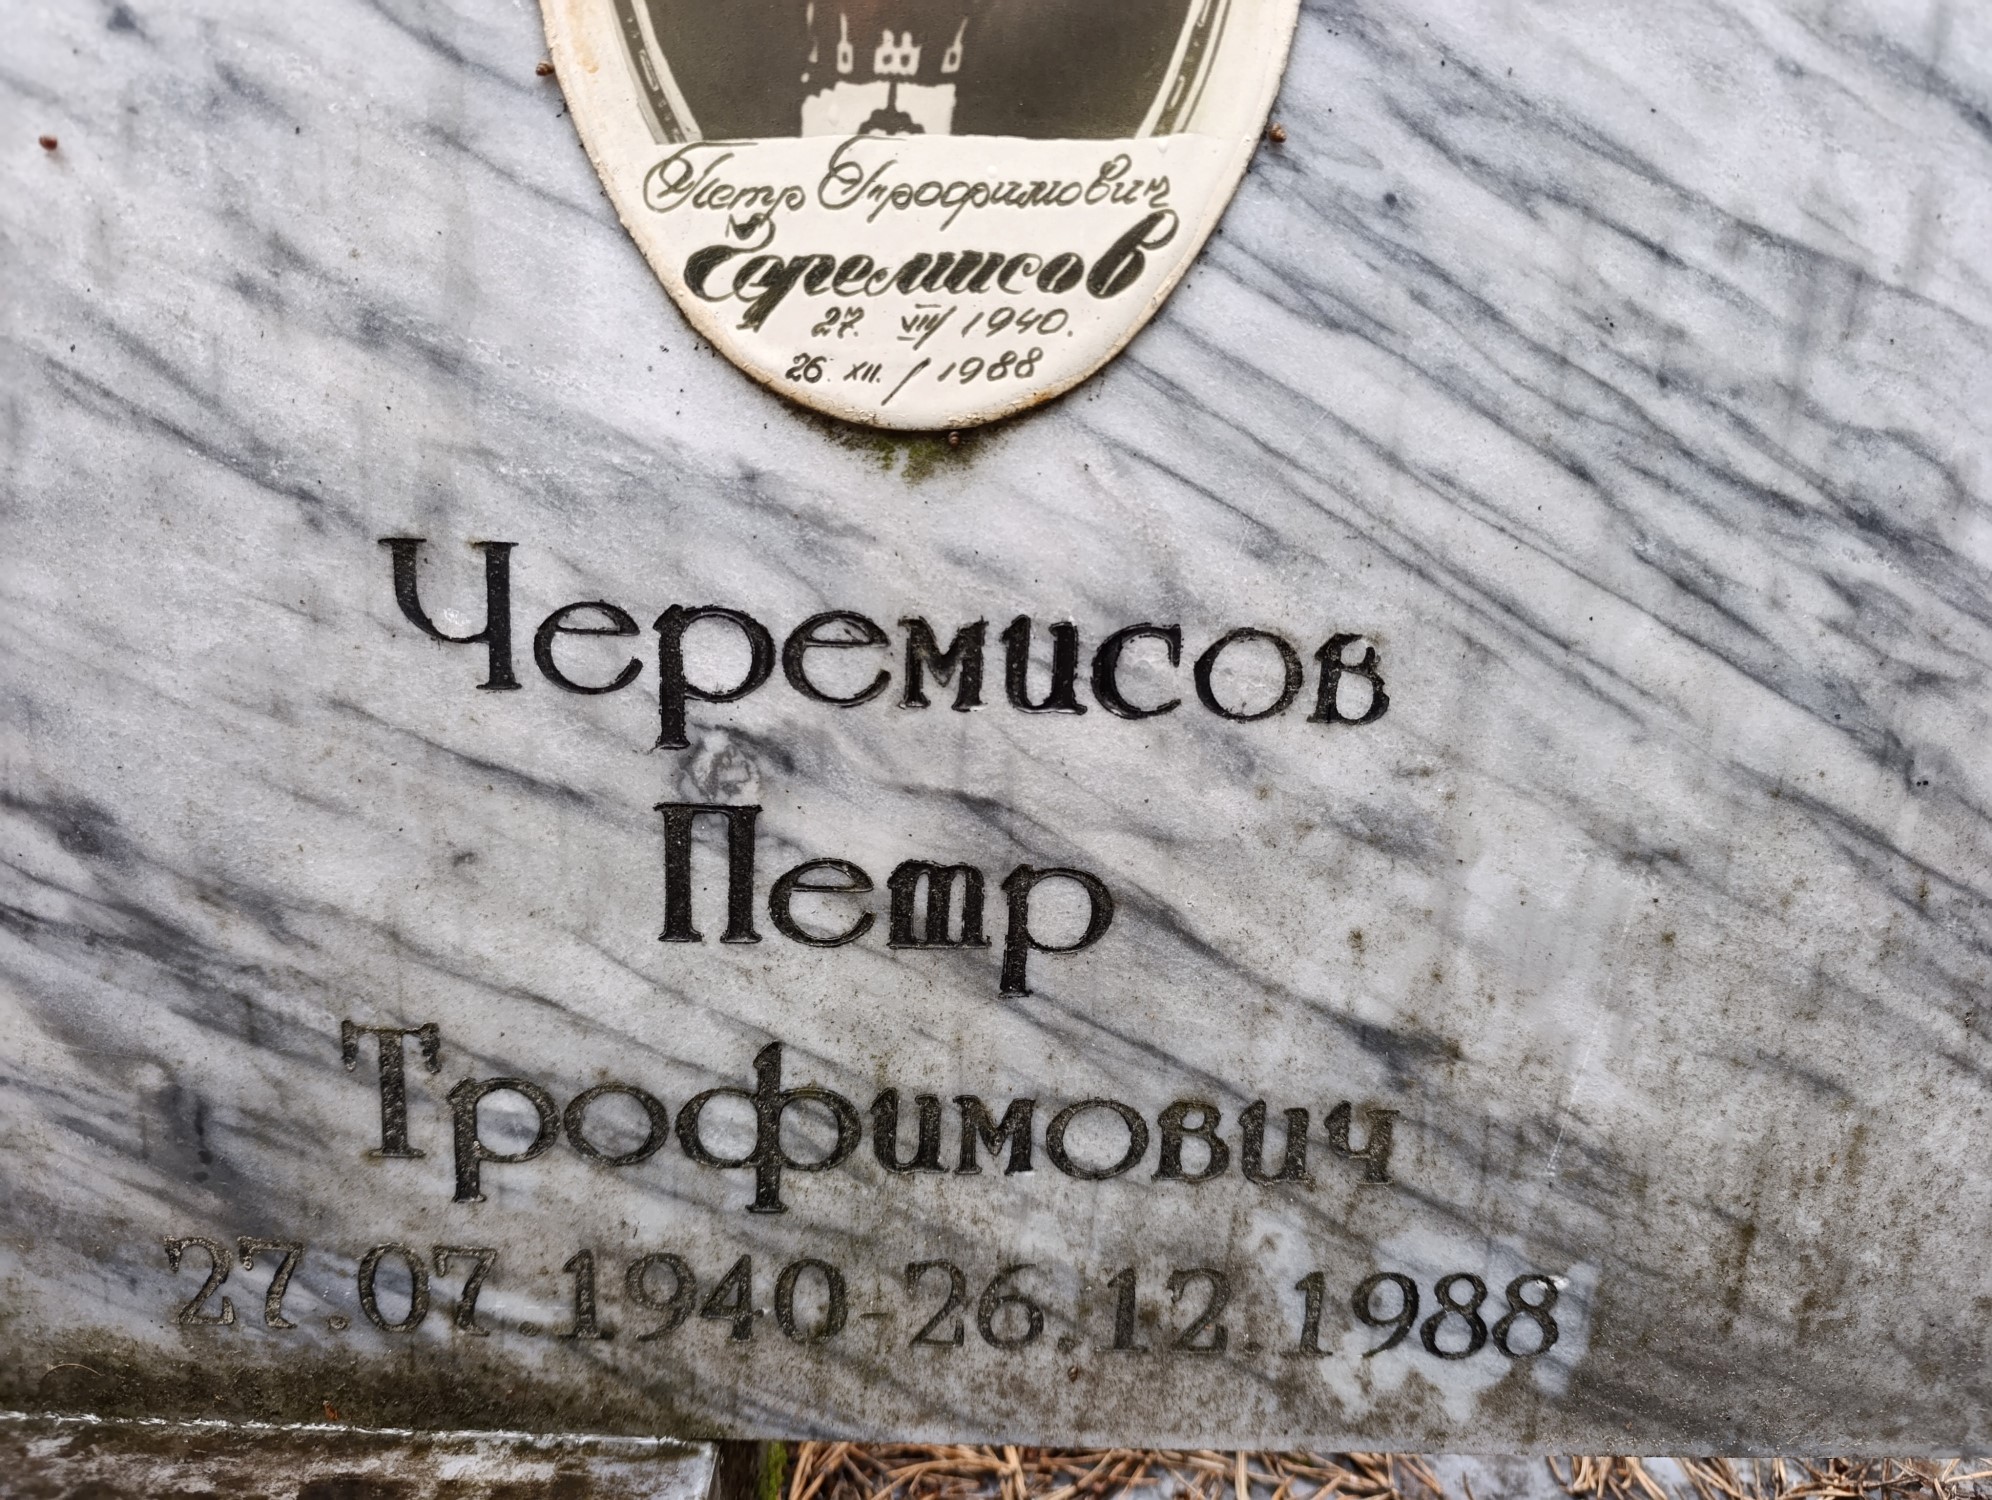 Петр Трофимович
Черемисов
27. VII/1940.
26. XII. / 1988
Черемисов
Петр
Трофимович
27.07.1940-26.12.1988